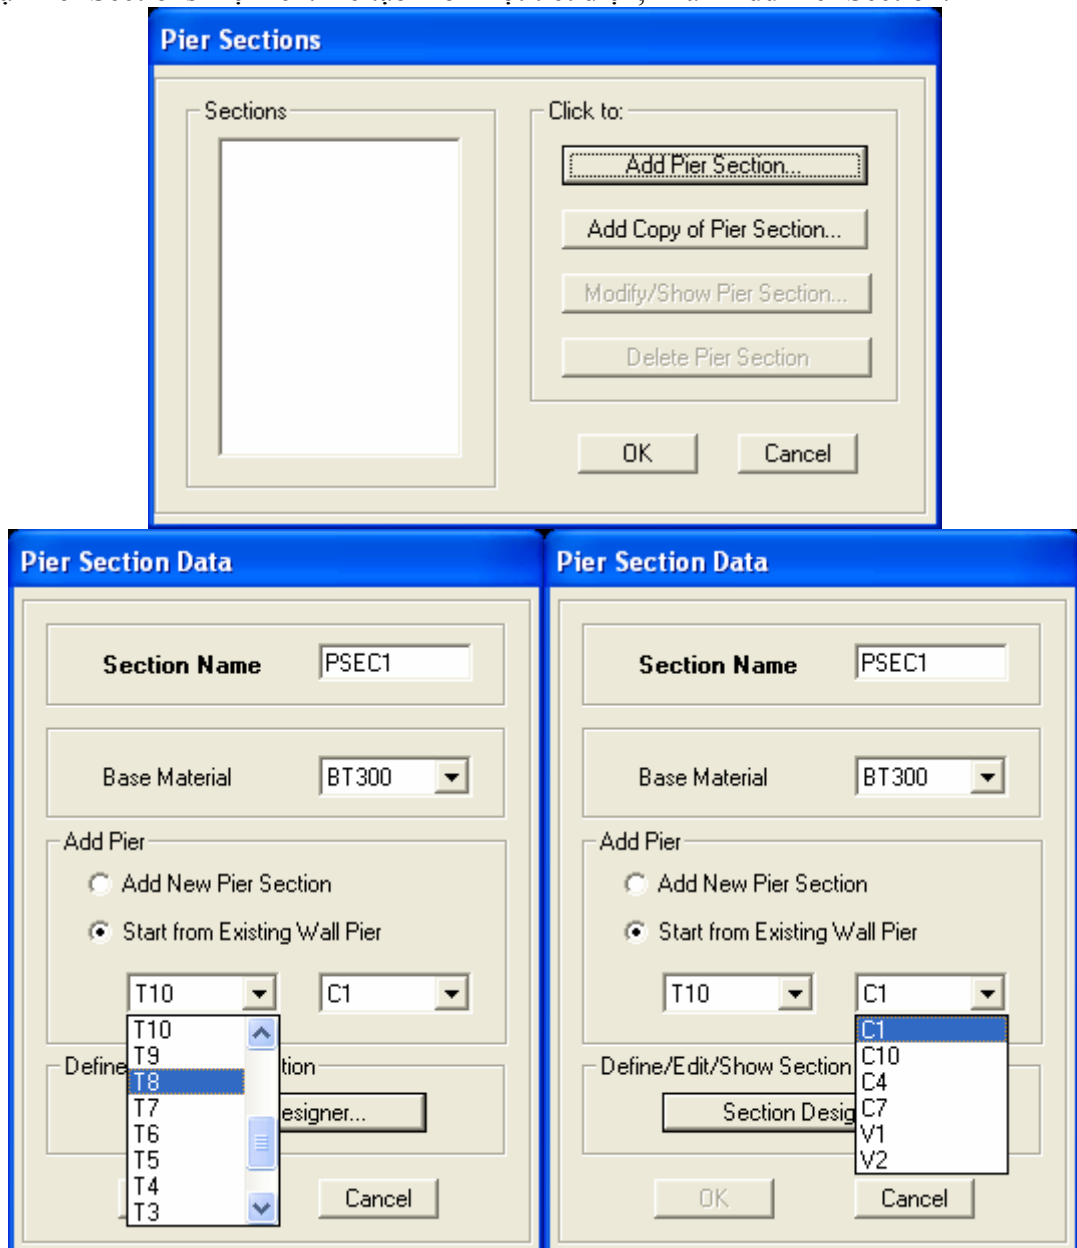 Pier Sections
Sections
Click to:
Add Pier Section...
Add Copy of Pier Section...
Modify/Show Pier Section...
Delete Pier Section
OK
Cancel
Pier Section Data
Section Name
PSEC1
Base Material
BT300
Add Pier
Add New Pier Section
Start from Existing Wall Pier
T10
C1
T10
T9
T8
T7
T6
T5
T4
T3
Define
tion
esigner...
Cancel
Pier Section Data
Section Name
PSEC1
Base Material
BT300
Add Pier
Add New Pier Section
Start from Existing Wall Pier
T10
C1
C1
C10
C4
C7
V1
V2
Define/Edit/Show Section
Section Desig
OK
Cancel